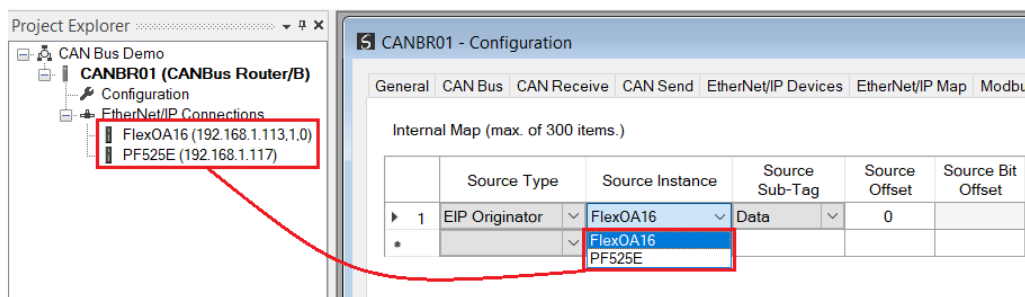 Project Explorer
CAN Bus Demo
CANBR01 (CANBus Router/B)
Configuration
EtherNet/IP Connections
FlexOA16 (192.168.1.113,1,0)
PF525E (192.168.1.117)
CANBR01 - Configuration
General CAN Bus CAN Receive CAN Send EtherNet/IP Devices EtherNet/IP Map Modbu
Internal Map (max. of 300 items.)
Source Type Source Instance Source Sub-Tag Source Offset Source Bit Offset
1 EIP Originator FlexOA16 Data 0
FlexOA16
PF525E